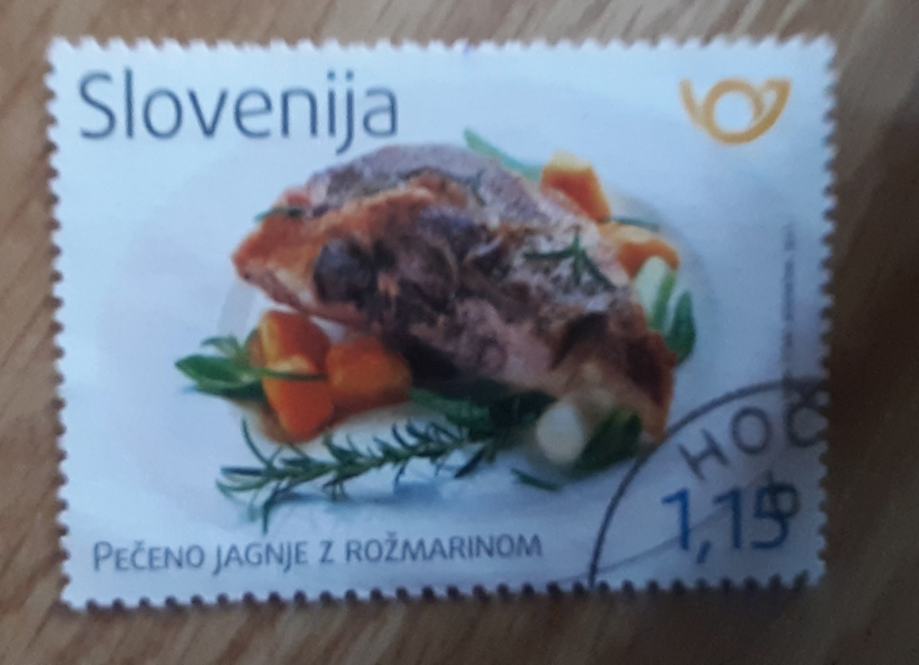 Slovenija
HOČ
1,15
PEČENO JAGNJE Z ROŽMARINOM